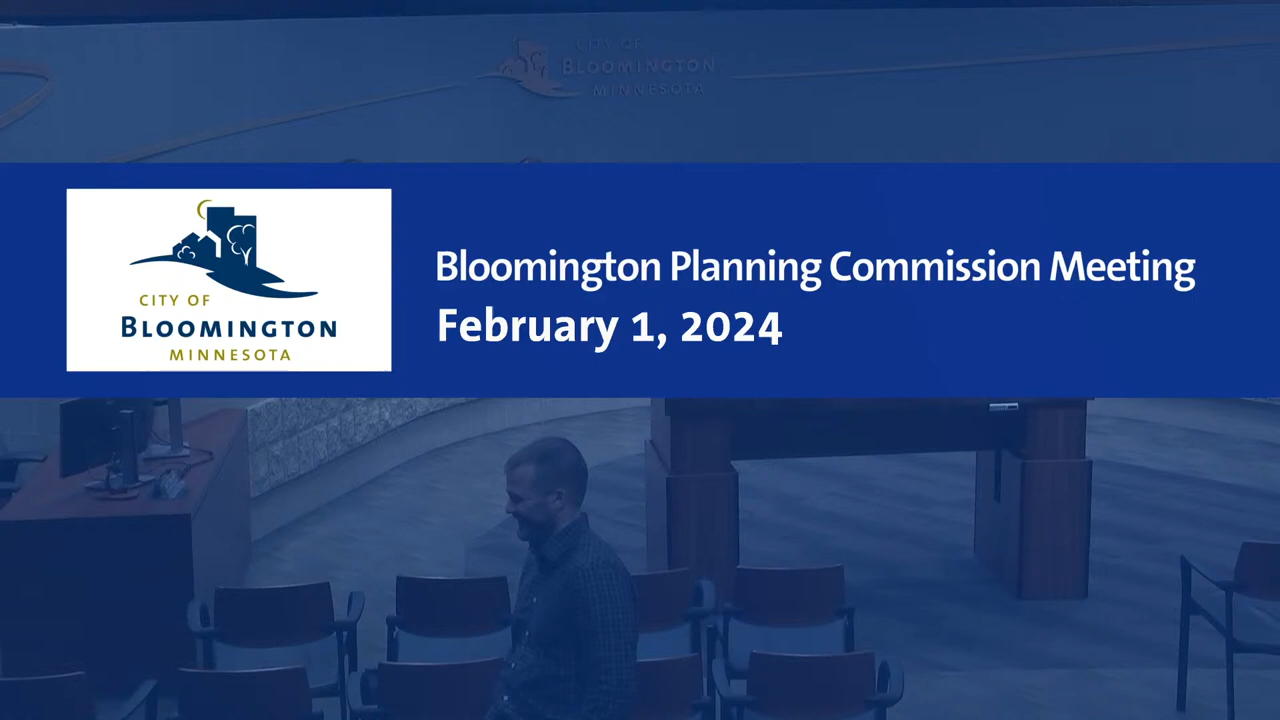 CITY OF
BLOOMINGTON
MINNESOTA
CITY OF
BLOOMINGTON
MINNESOTA
Bloomington Planning Commission Meeting
February 1, 2024